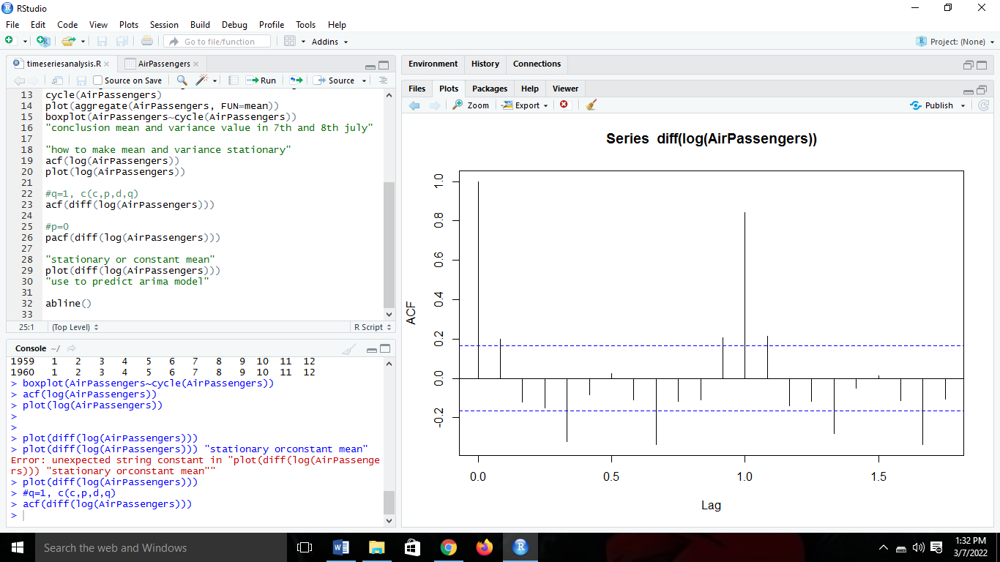 RStudio
File Edit Code View Plots Session Build Debug Profile Tools Help
Go to file/function Addins Project: (None)
timeseriesanalysis.R AirPassengers
Source on Save Run Source
13 cycle(AirPassengers)
14 plot(aggregate(AirPassengers, FUN=mean))
15 boxplot(AirPassengers~cycle(AirPassengers))
16 "conclusion mean and variance value in 7th and 8th july"
17
18 "how to make mean and variance stationary"
19 acf(log(AirPassengers))
20 plot(log(AirPassengers))
21
22 #q=1, c(c,p,d,q)
23 acf(diff(log(AirPassengers)))
24
25 #p=0
26 pacf(diff(log(AirPassengers)))
27
28 "stationary or constant mean"
29 plot(diff(log(AirPassengers)))
30 "use to predict arima model"
31
32 abline()
33
25:1 (Top Level) R Script
Console ~/
1959 1 2 3 4 5 6 7 8 9 10 11 12
1960 1 2 3 4 5 6 7 8 9 10 11 12
> boxplot(AirPassengers~cycle(AirPassengers))
> acf(log(AirPassengers))
> plot(log(AirPassengers))
>
>
> plot(diff(log(AirPassengers)))
> plot(diff(log(AirPassengers))) "stationary orconstant mean"
Error: unexpected string constant in "plot(diff(log(AirPassenge
rs))) "stationary orconstant mean""
> plot(diff(log(AirPassengers)))
> #q=1, c(c,p,d,q)
> acf(diff(log(AirPassengers)))
>
Environment History Connections
Files Plots Packages Help Viewer
Zoom Export Publish
Series diff(log(AirPassengers))
1.0
0.8
0.6
0.4
0.2
0.0
-0.2
ACF
0.0 0.5 1.0 1.5
Lag
Search the web and Windows
1:32 PM
3/7/2022